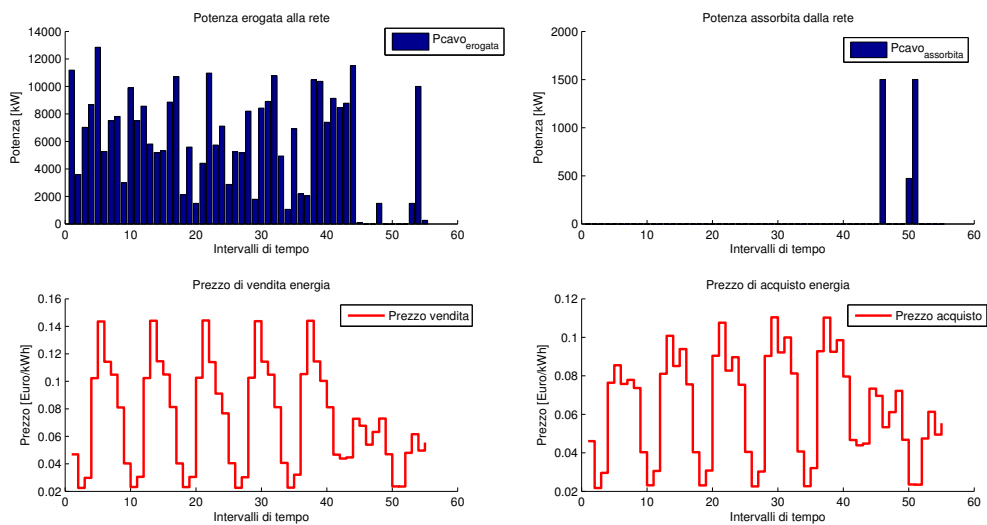 Potenza erogata alla rete
Potenza [kW]
14000
12000
10000
8000
6000
4000
2000
0
0 10 20 30 40 50 60
Intervalli di tempo
Pcavo erogata
Potenza assorbita dalla rete
Potenza [kW]
2000
1500
1000
500
0
0 10 20 30 40 50 60
Intervalli di tempo
Pcavo assorbita
Prezzo di vendita energia
Prezzo [Euro/kWh]
0.16
0.14
0.12
0.1
0.08
0.06
0.04
0.02
0 10 20 30 40 50 60
Intervalli di tempo
Prezzo vendita
Prezzo di acquisto energia
Prezzo [Euro/kWh]
0.12
0.1
0.08
0.06
0.04
0.02
0 10 20 30 40 50 60
Intervalli di tempo
Prezzo acquisto